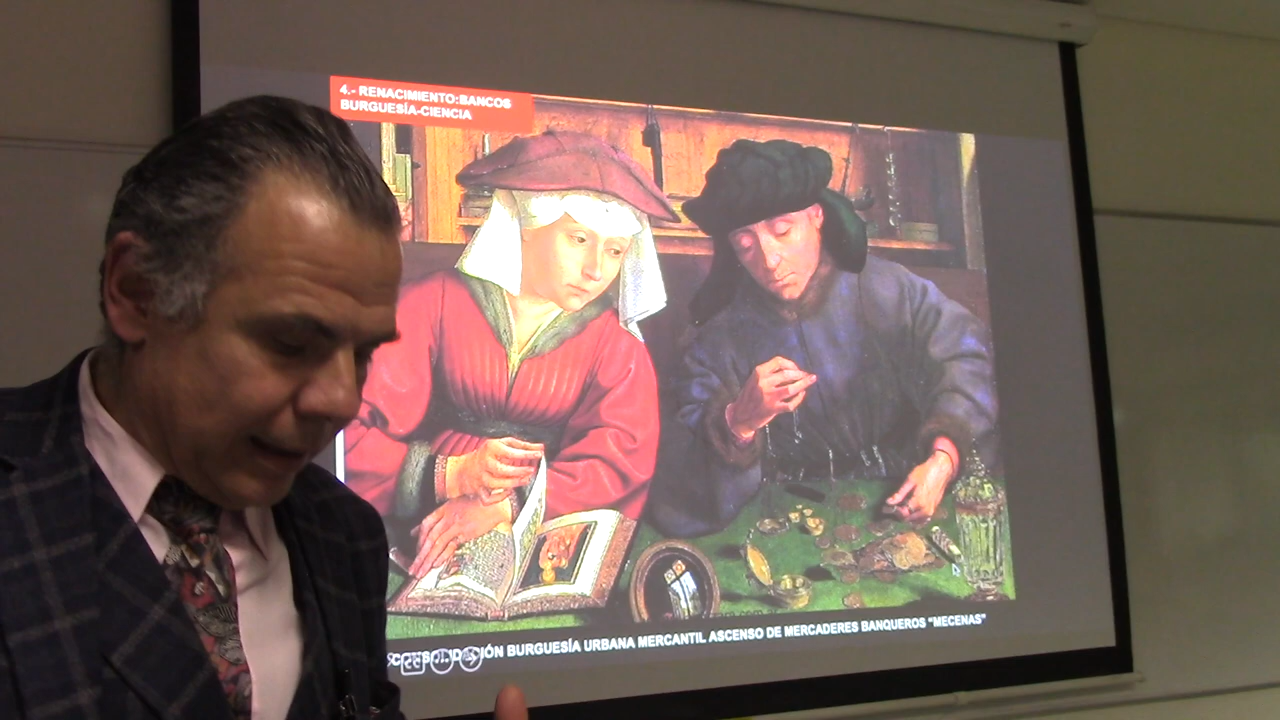 4.- RENACIMIENTO:BANCOS
BURGUESÍA-CIENCIA
BURGUESÍA URBANA MERCANTIL ASCENSO DE MERCADERES BANQUEROS “MECENAS”